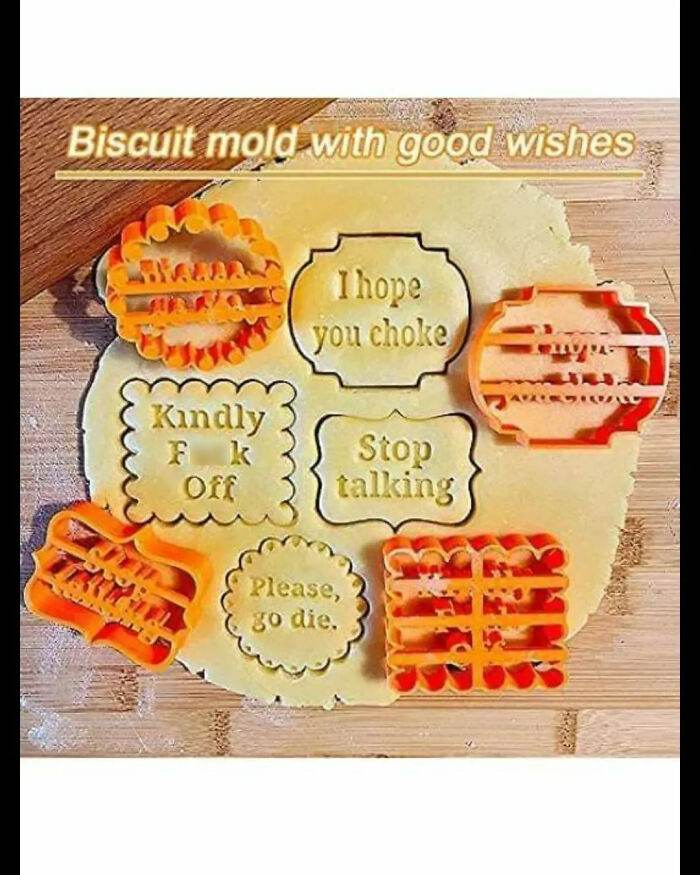 Biscuit mold with good wishes
I hope
you choke
Kindly
F k
Off
Stop
talking
Please,
go die.